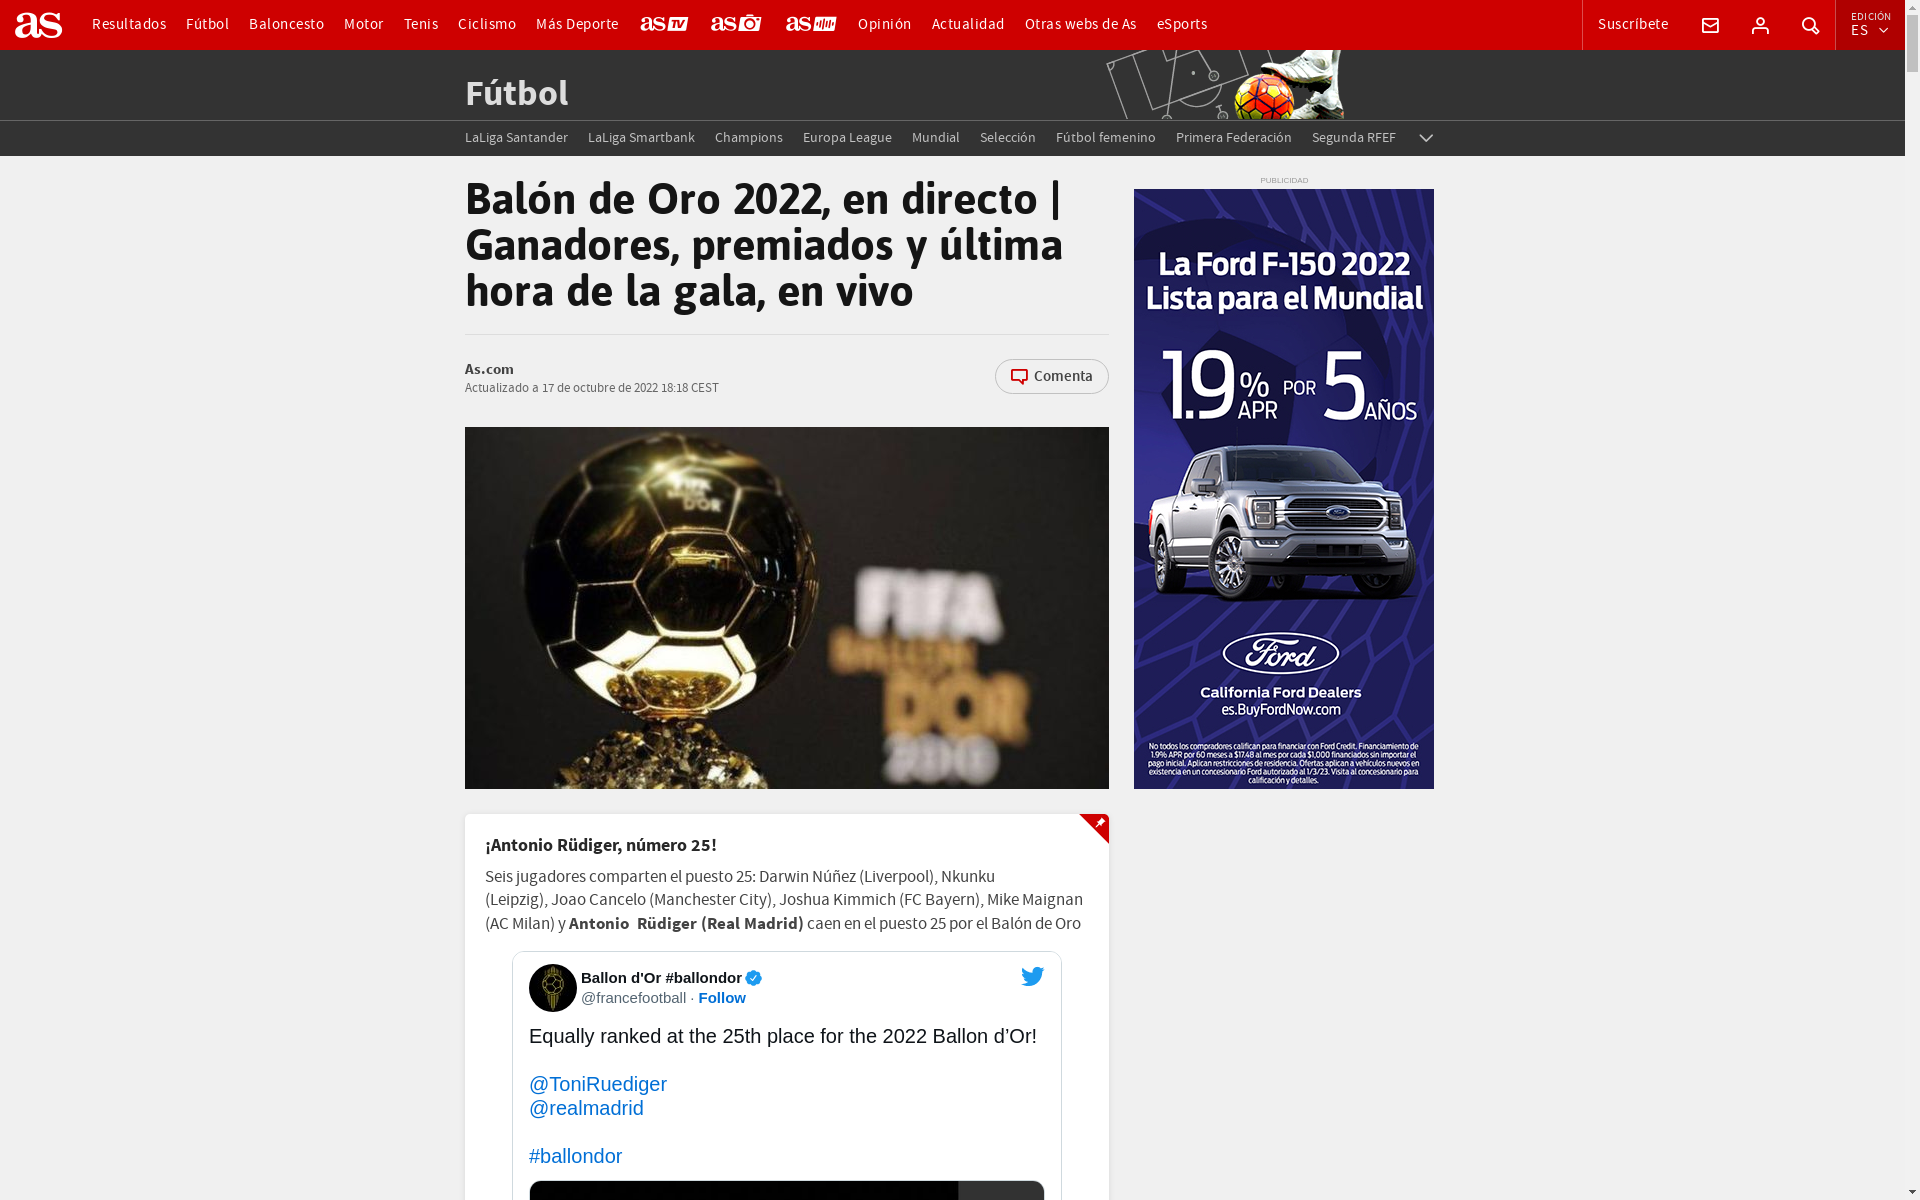 as Resultados Fútbol Baloncesto Motor Tenis Ciclismo Más Deporte as TV as as Opinión Actualidad Otras webs de As eSports Suscríbete EDICIÓN ES
Fútbol
LaLiga Santander LaLiga Smartbank Champions Europa League Mundial Selección Fútbol femenino Primera Federación Segunda RFEF
Balón de Oro 2022, en directo |
Ganadores, premiados y última
hora de la gala, en vivo
As.com
Actualizado a 17 de octubre de 2022 18:18 CEST
Comenta
FIFA
BALLON
D'OR
FIFA
BALLON
DOR
2013
PUBLICIDAD
La Ford F-150 2022
Lista para el Mundial
1.9% APR POR 5 AÑOS
Ford
California Ford Dealers
es.BuyFordNow.com
No todos los compradores califican para financiar con Ford Credit. Financiamiento de
1.9% APR por 60 meses a $17.48 al mes por cada $1,000 financiados sin importar el
pago inicial. Aplican restricciones de residencia. Ofertas aplican a vehículos nuevos en
existencia en un concesionario Ford autorizado al 1/3/23. Visita al concesionario para
calificación y detalles.
¡Antonio Rüdiger, número 25!
Seis jugadores comparten el puesto 25: Darwin Núñez (Liverpool), Nkunku
(Leipzig), Joao Cancelo (Manchester City), Joshua Kimmich (FC Bayern), Mike Maignan
(AC Milan) y Antonio Rüdiger (Real Madrid) caen en el puesto 25 por el Balón de Oro
Ballon d'Or #ballondor
@francefootball · Follow
Equally ranked at the 25th place for the 2022 Ballon d’Or!
@ToniRuediger
@realmadrid
#ballondor